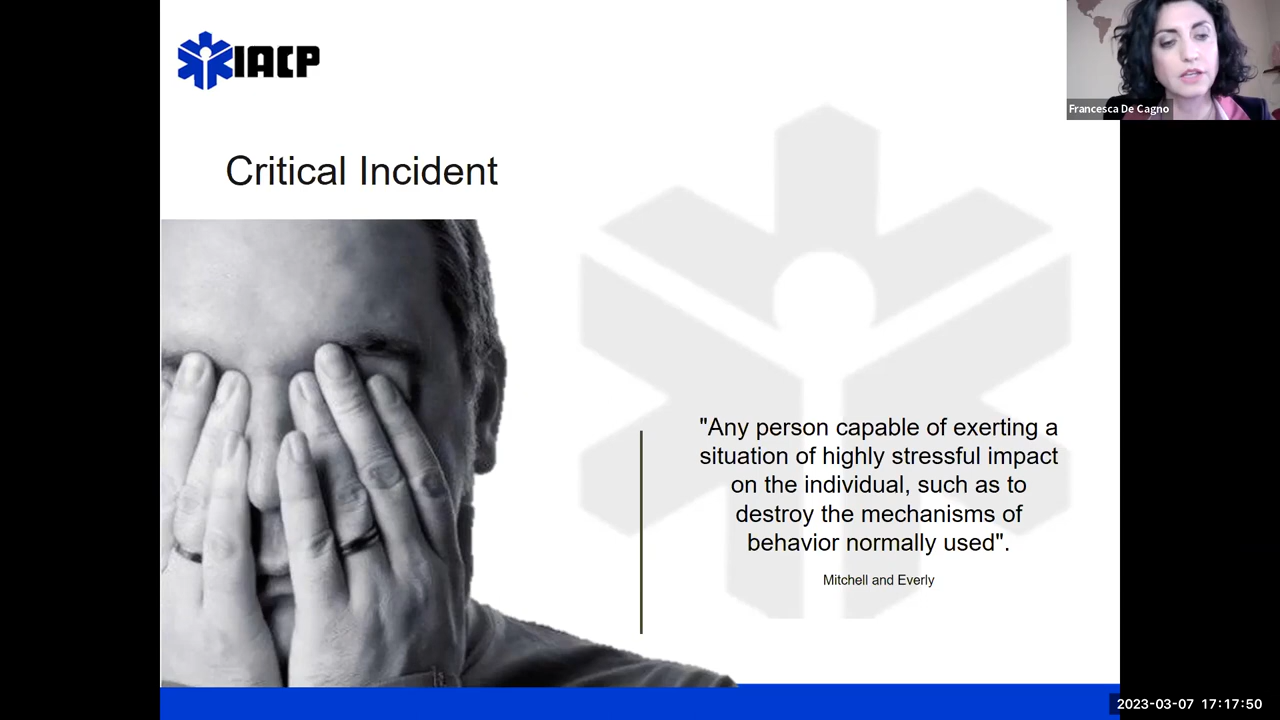 IACP
Francesca De Cagno
Critical Incident
"Any person capable of exerting a
situation of highly stressful impact
on the individual, such as to
destroy the mechanisms of
behavior normally used".
Mitchell and Everly
2023-03-07 17:17:50